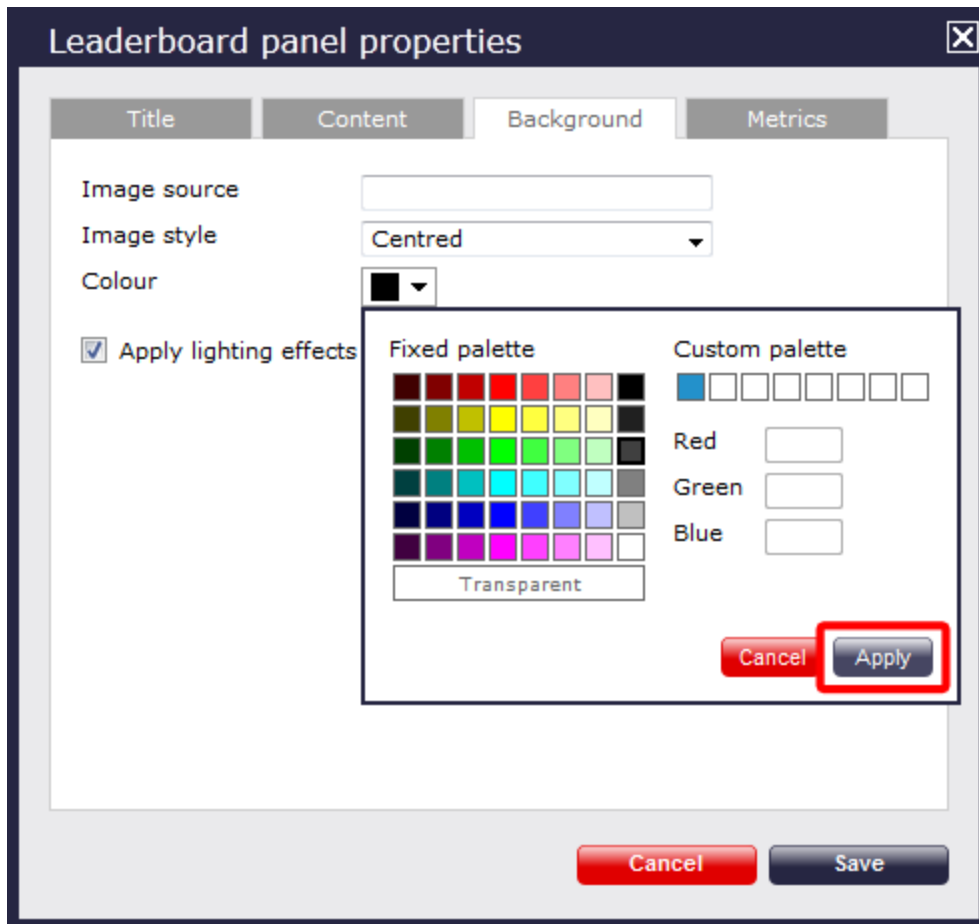 Leaderboard panel properties
Title Content Background Metrics
Image source
Image style Centred
Colour
Apply lighting effects
Fixed palette Custom palette
Red
Green
Blue
Transparent
Cancel Apply
Cancel Save